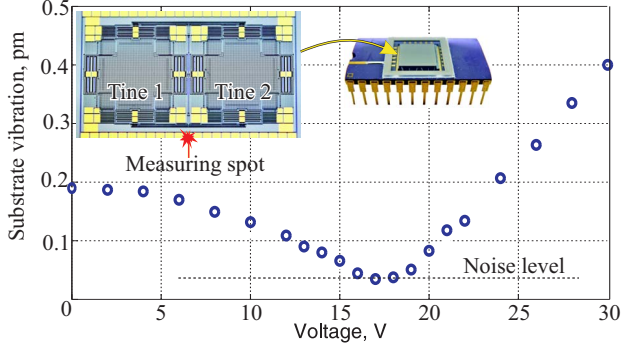 Substrate vibration, pm
0.5
0.4
0.3
0.2
0.1
0
Tine 1
Tine 2
Measuring spot
Noise level
0
5
10
15
20
25
30
Voltage, V